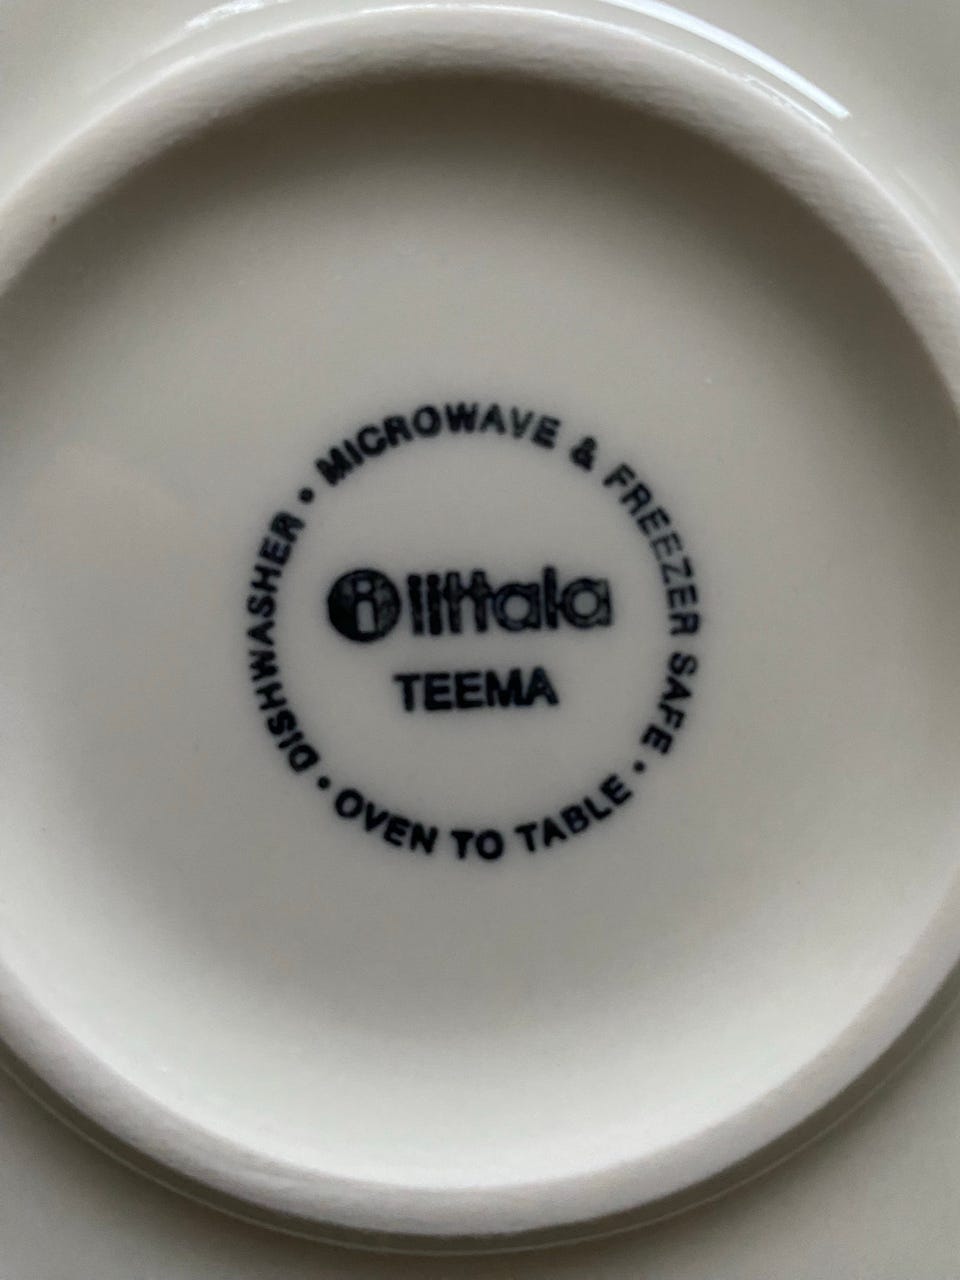 MICROWAVE & FREEZER SAFE •
OVEN TO TABLE •
DISHWASHER •
i iittala
TEEMA